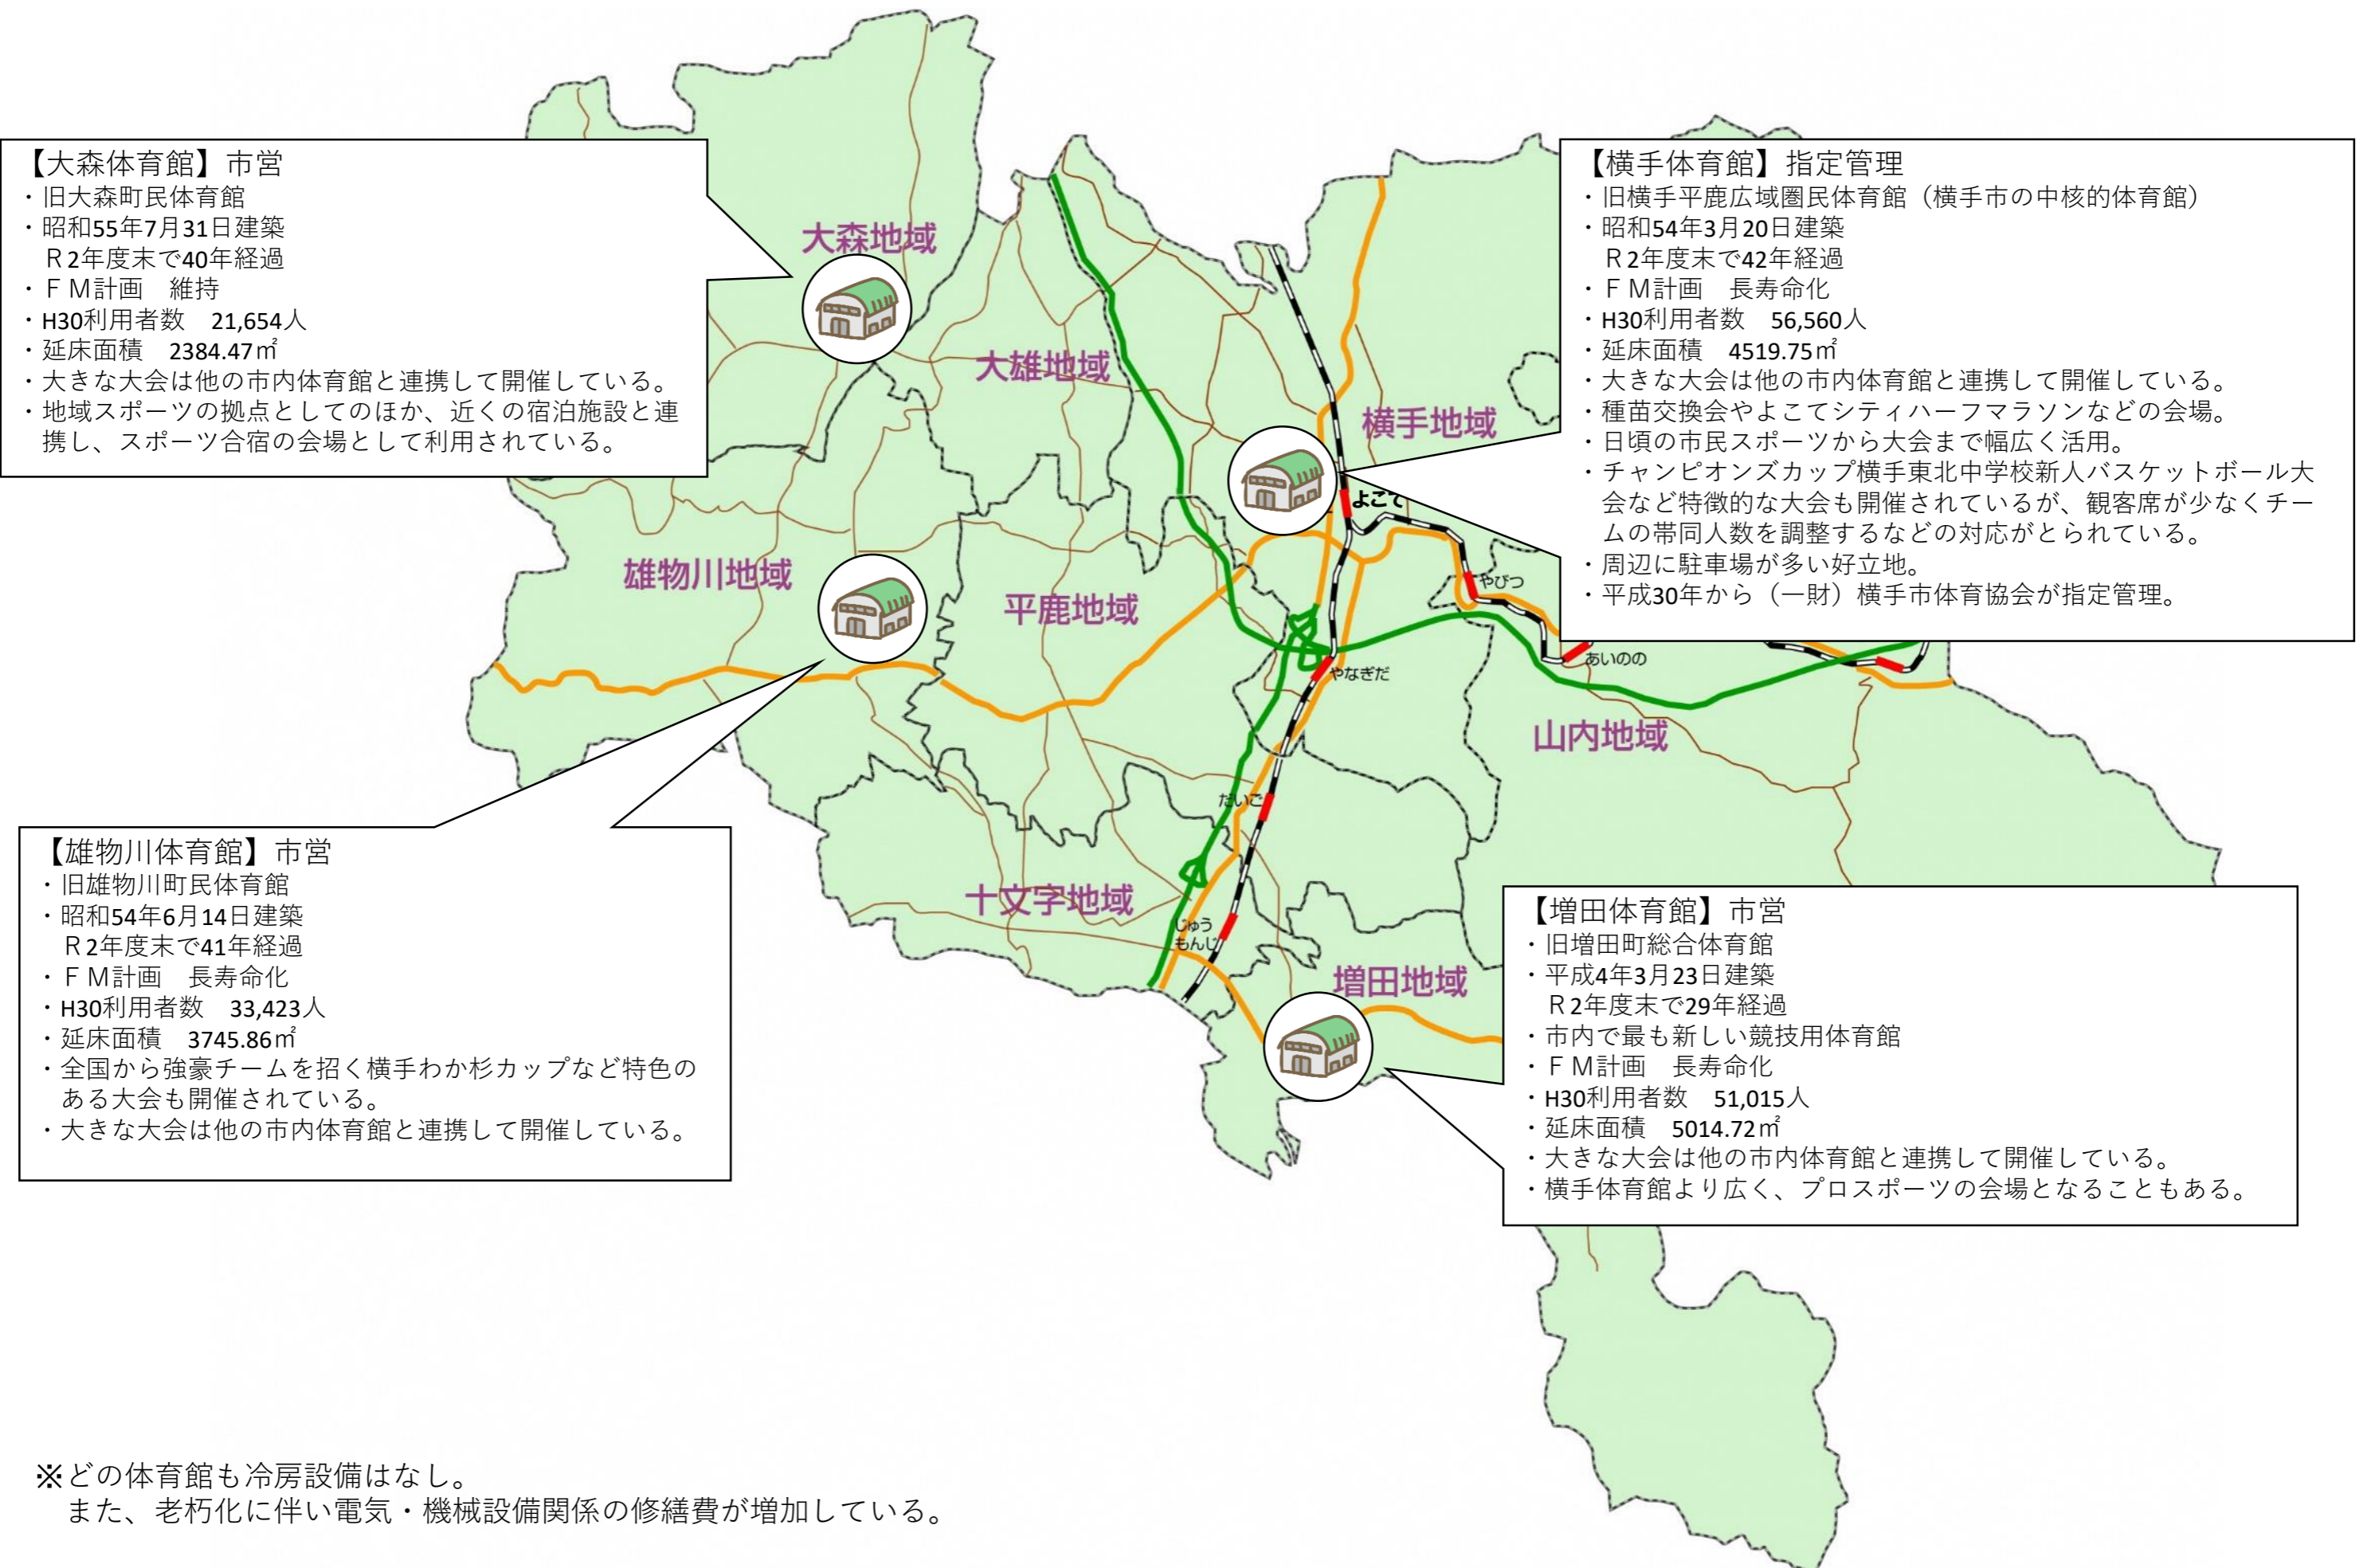 【大森体育館】市営
・旧大森町民体育館
・昭和55年7月31日建築
Ｒ2年度末で40年経過
・ＦＭ計画　維持
・H30利用者数　21,654人
・延床面積　2384.47㎡
・大きな大会は他の市内体育館と連携して開催している。
・地域スポーツの拠点としてのほか、近くの宿泊施設と連
携し、スポーツ合宿の会場として利用されている。
【横手体育館】指定管理
・旧横手平鹿広域圏民体育館（横手市の中核的体育館）
・昭和54年3月20日建築
Ｒ2年度末で42年経過
・ＦＭ計画　長寿命化
・H30利用者数　56,560人
・延床面積　4519.75㎡
・大きな大会は他の市内体育館と連携して開催している。
・種苗交換会やよこてシティハーフマラソンなどの会場。
・日頃の市民スポーツから大会まで幅広く活用。
・チャンピオンズカップ横手東北中学校新人バスケットボール大
会など特徴的な大会も開催されているが、観客席が少なくチー
ムの帯同人数を調整するなどの対応がとられている。
・周辺に駐車場が多い好立地。
・平成30年から（一財）横手市体育協会が指定管理。
大森地域
大雄地域
横手地域
よこて
雄物川地域
平鹿地域
やびつ
あいのの
やなぎだ
山内地域
だいご
十文字地域
じゅう
もんじ
増田地域
【雄物川体育館】市営
・旧雄物川町民体育館
・昭和54年6月14日建築
Ｒ2年度末で41年経過
・ＦＭ計画　長寿命化
・H30利用者数　33,423人
・延床面積　3745.86㎡
・全国から強豪チームを招く横手わか杉カップなど特色の
ある大会も開催されている。
・大きな大会は他の市内体育館と連携して開催している。
【増田体育館】市営
・旧増田町総合体育館
・平成4年3月23日建築
Ｒ2年度末で29年経過
・市内で最も新しい競技用体育館
・ＦＭ計画　長寿命化
・H30利用者数　51,015人
・延床面積　5014.72㎡
・大きな大会は他の市内体育館と連携して開催している。
・横手体育館より広く、プロスポーツの会場となることもある。
※どの体育館も冷房設備はなし。
また、老朽化に伴い電気・機械設備関係の修繕費が増加している。